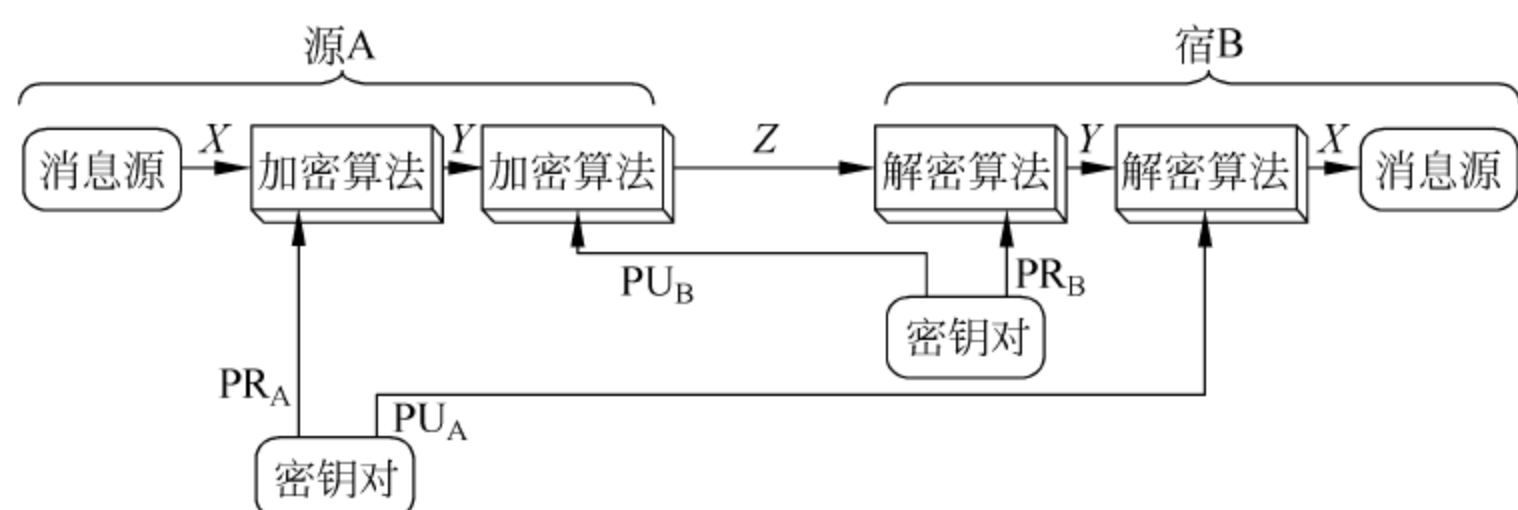 源A
宿B
消息源 X 加密算法 Y 加密算法 Z 解密算法 Y 解密算法 X 消息源
PU_B
PR_B
密钥对
PR_A
PU_A
密钥对